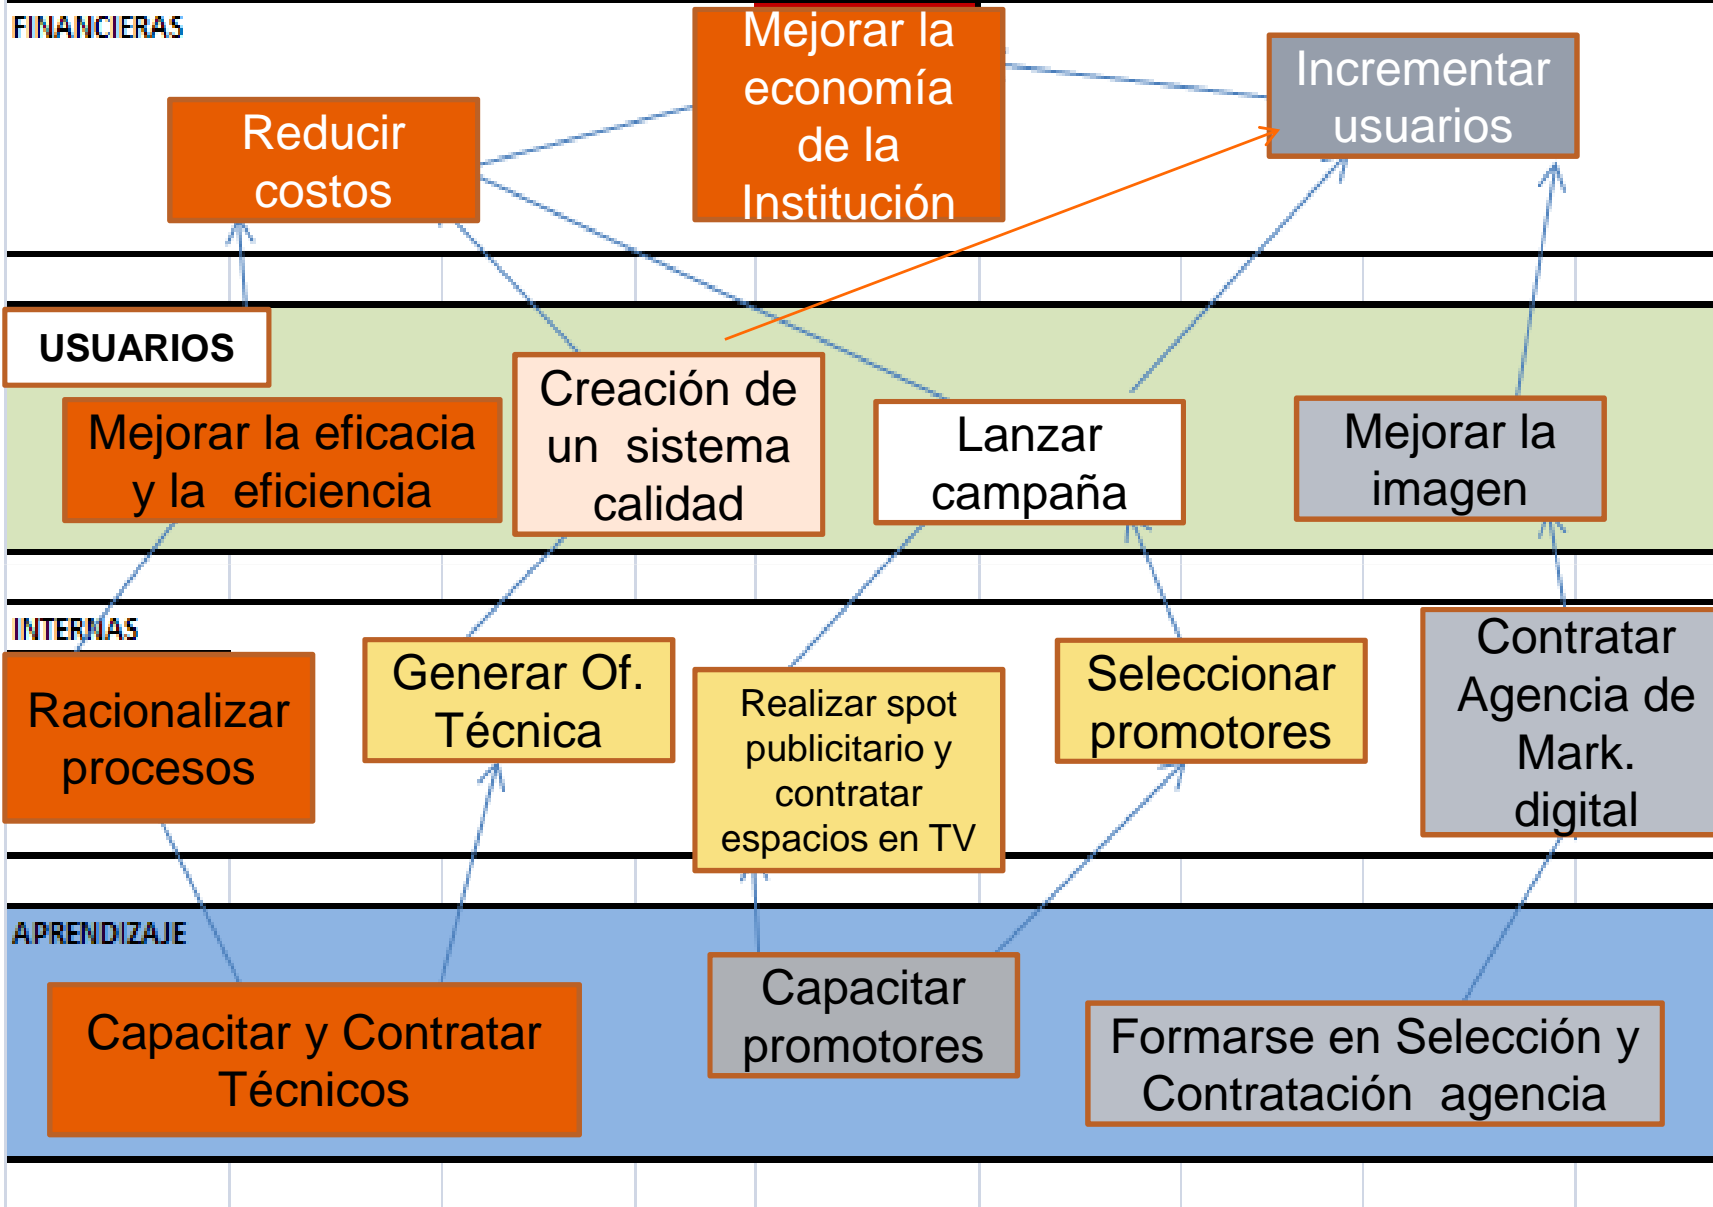 FINANCIERAS
Mejorar la
economía
de la
Institución
Incrementar
usuarios
Reducir
costos
USUARIOS
Mejorar la eficacia
y la eficiencia
Creación de
un sistema
calidad
Lanzar
campaña
Mejorar la
imagen
INTERNAS
Racionalizar
procesos
Generar Of.
Técnica
Realizar spot
publicitario y
contratar
espacios en TV
Seleccionar
promotores
Contratar
Agencia de
Mark.
digital
APRENDIZAJE
Capacitar y Contratar
Técnicos
Capacitar
promotores
Formarse en Selección y
Contratación agencia